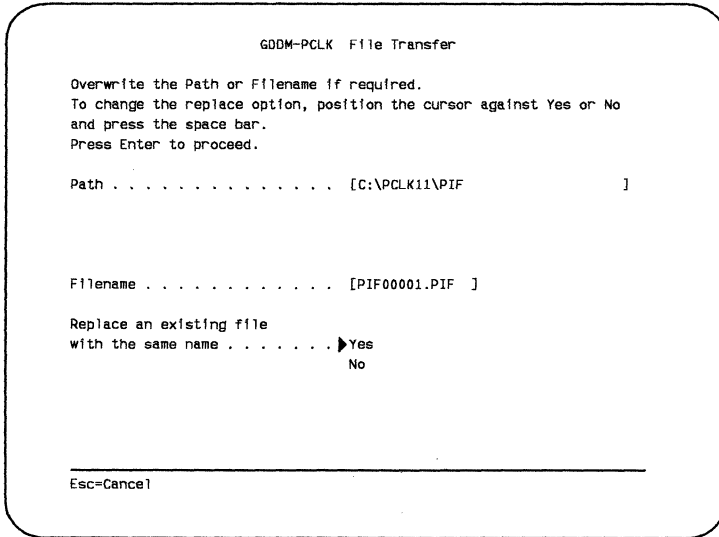 GDDM-PCLK File Transfer
Overwrite the Path or Filename if required.
To change the replace option, position the cursor against Yes or No
and press the space bar.
Press Enter to proceed.
Path . . . . . . . . . . . . . . [C:\PCLK11\PIF ]
Filename . . . . . . . . . . . . [PIF00001.PIF ]
Replace an existing file
with the same name . . . . . . . Yes
No
Esc=Cancel